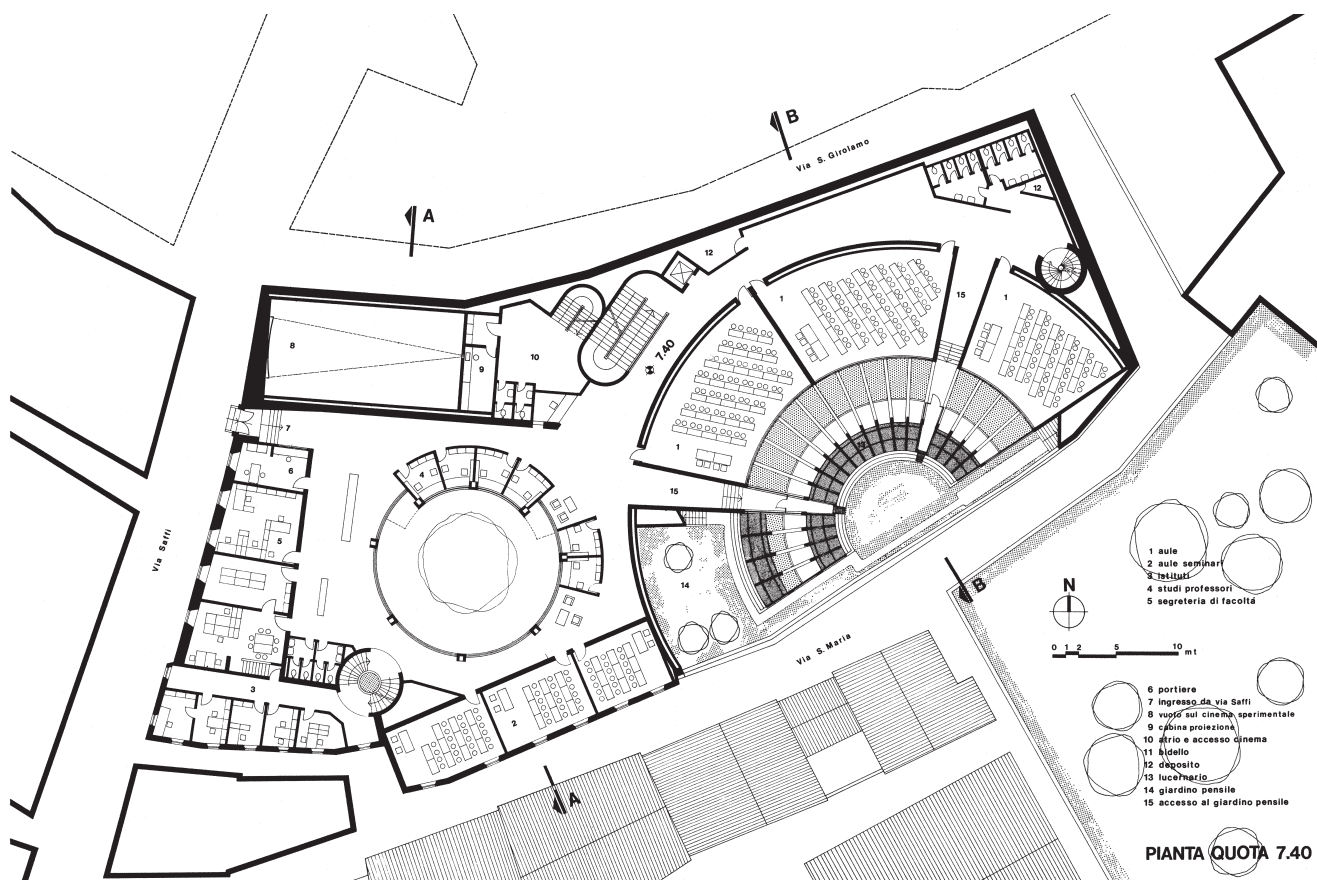 B
Via S. Girolamo
A
12
12
15
1
1
8
10
9
7.40
7
1
6
4
13
15
5
14
Via Saffi
B
Via S. Maria
3
2
A
1 aule
2 aule seminari
3 istituti
4 studi professori
5 segreteria di facoltà
N
0 1 2 5 10 mt
6 portiere
7 ingresso da via Saffi
8 vuoto sul cinema sperimentale
9 cabina proiezione
10 atrio e accesso cinema
11 bidello
12 deposito
13 lucernario
14 giardino pensile
15 accesso al giardino pensile
PIANTA QUOTA 7.40